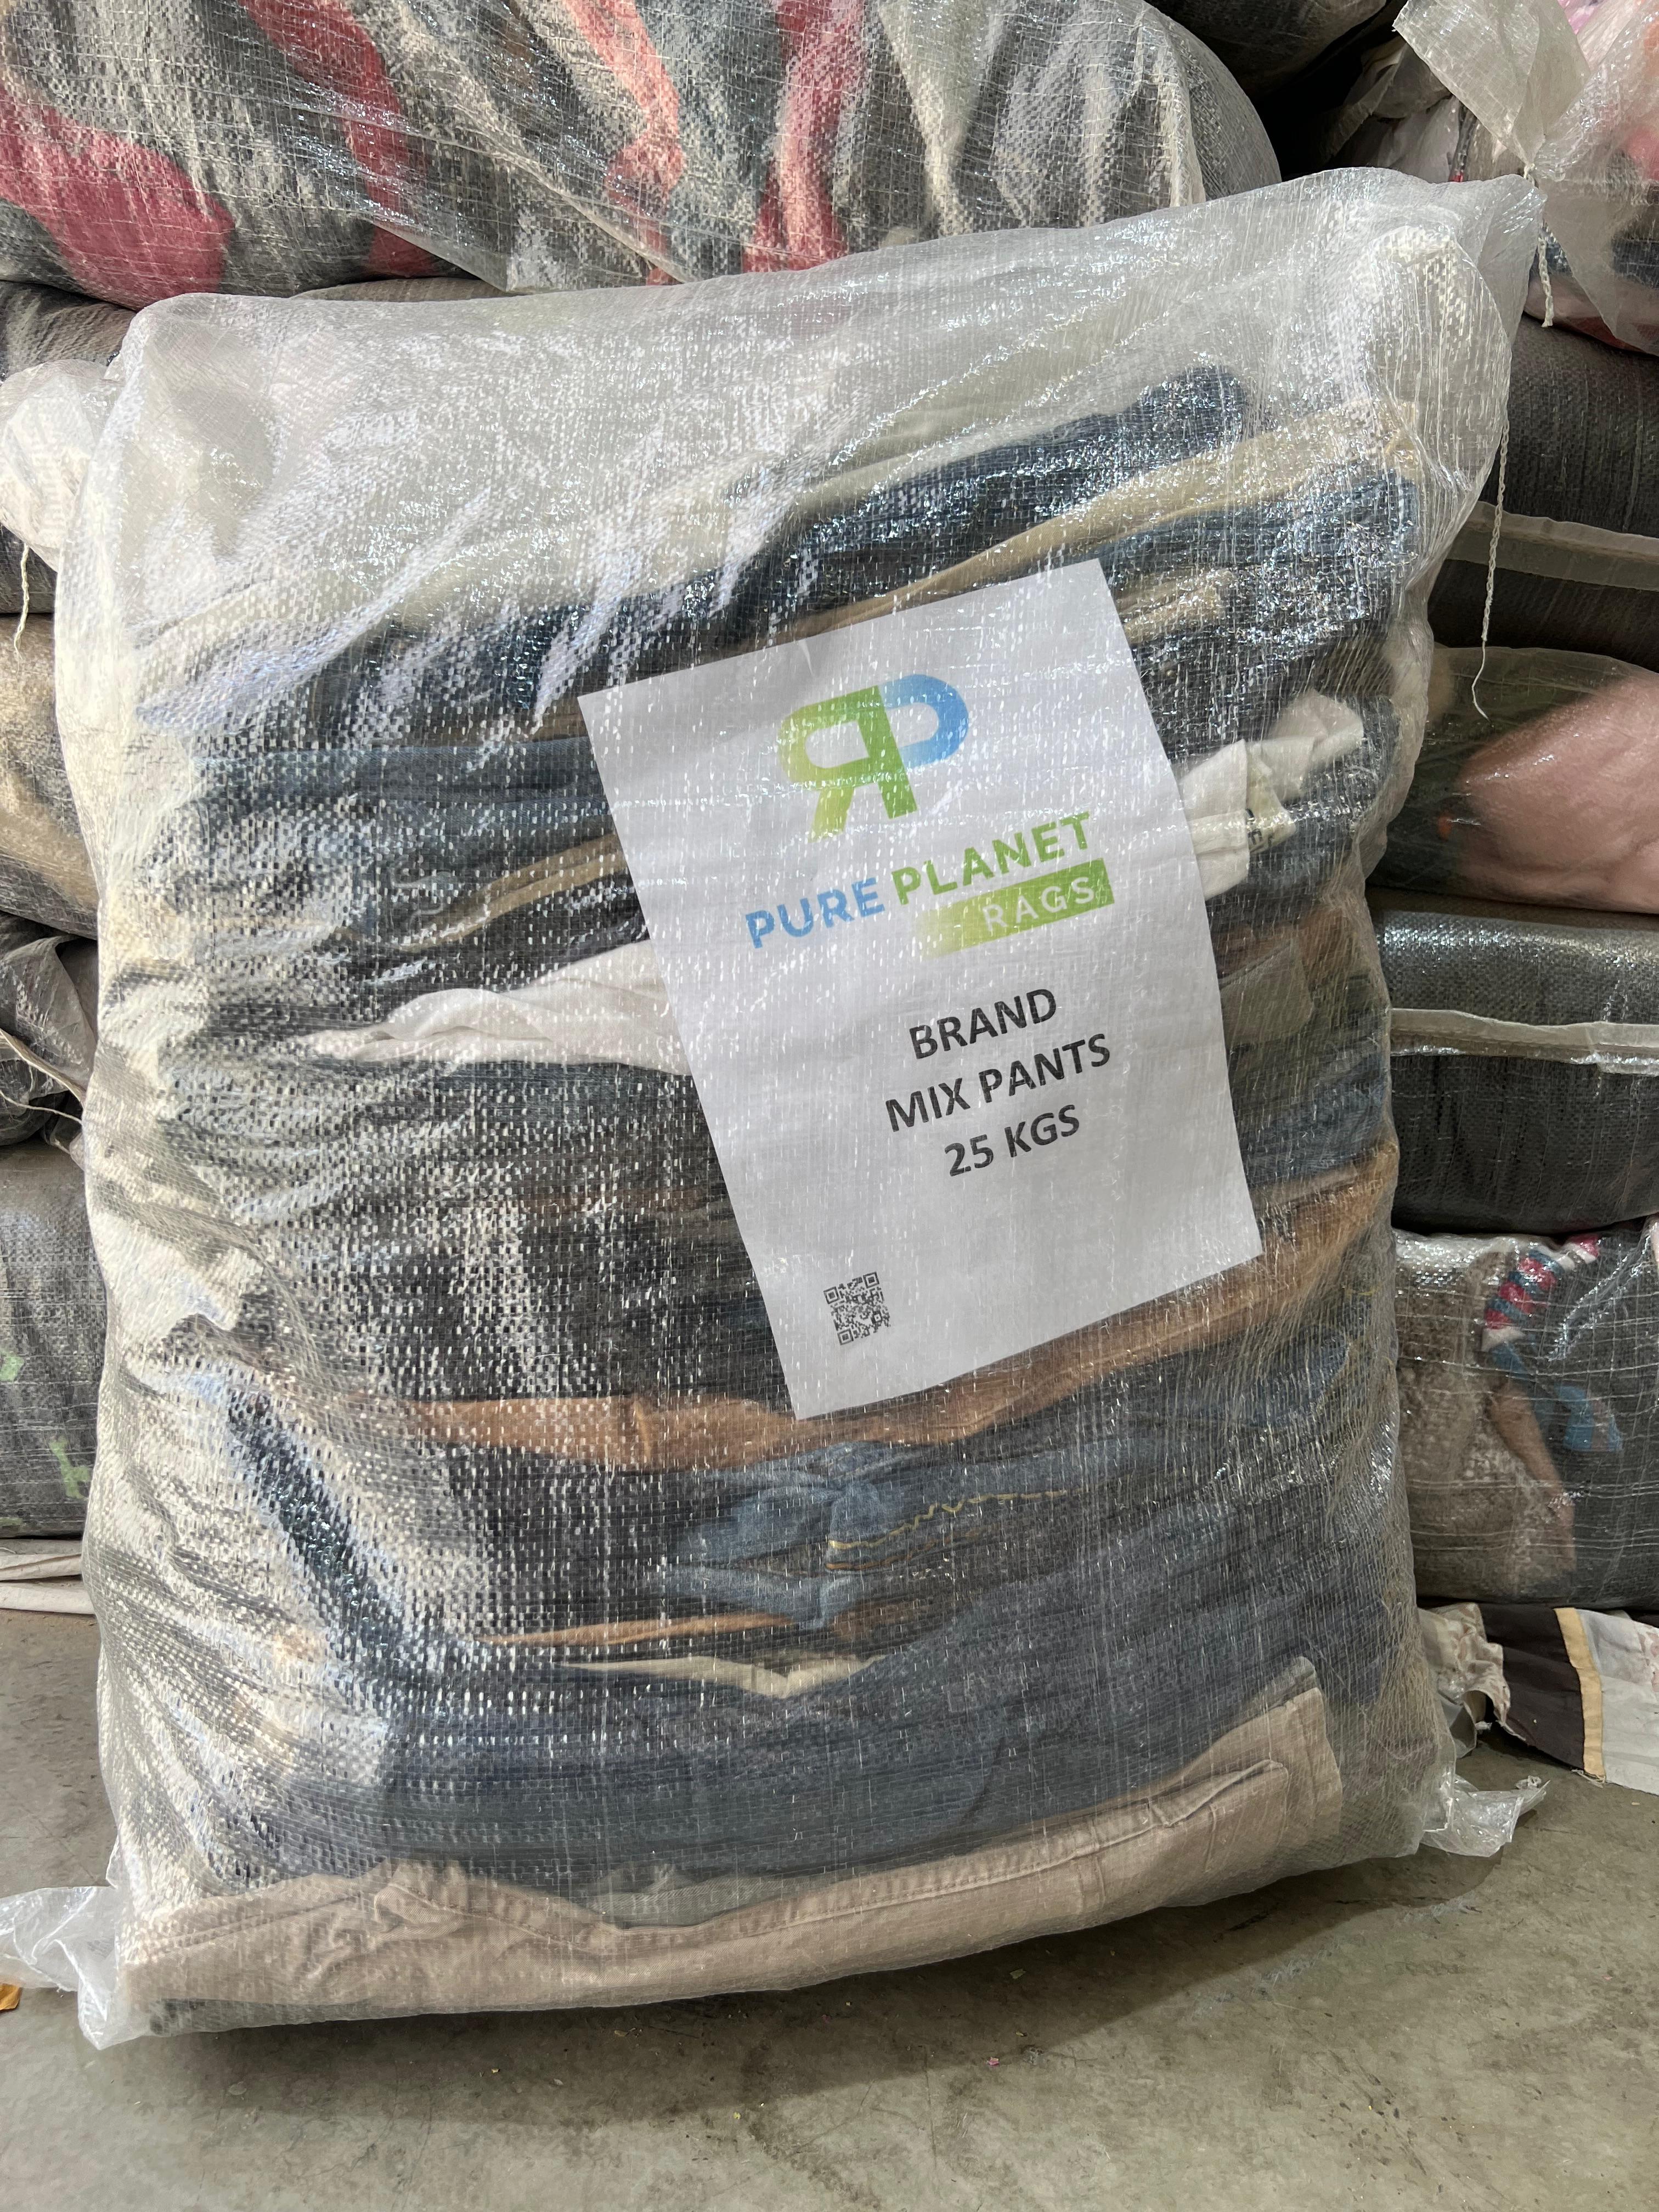 PURE PLANET
RAGS
BRAND
MIX PANTS
25 KGS